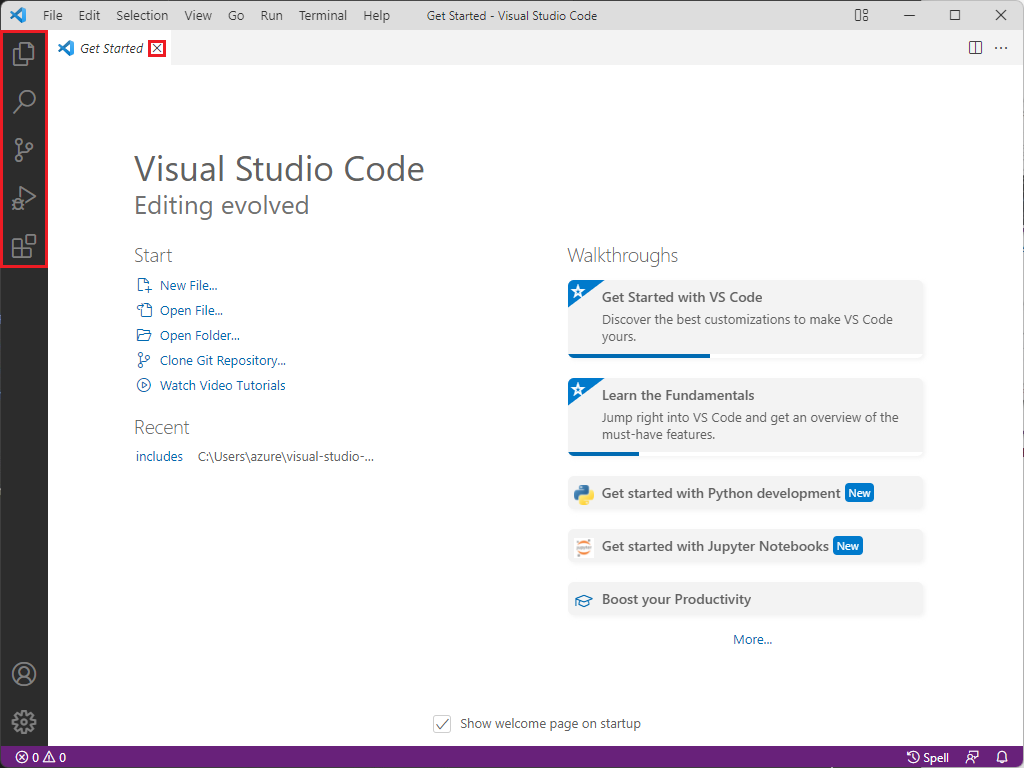 File Edit Selection View Go Run Terminal Help Get Started - Visual Studio Code
Get Started
Visual Studio Code
Editing evolved
Start
New File...
Open File...
Open Folder...
Clone Git Repository...
Watch Video Tutorials
Recent
includes C:\Users\azure\visual-studio-...
Walkthroughs
Get Started with VS Code
Discover the best customizations to make VS Code
yours.
Learn the Fundamentals
Jump right into VS Code and get an overview of the
must-have features.
Get started with Python development New
Get started with Jupyter Notebooks New
Boost your Productivity
More...
Show welcome page on startup
0 0 Spell